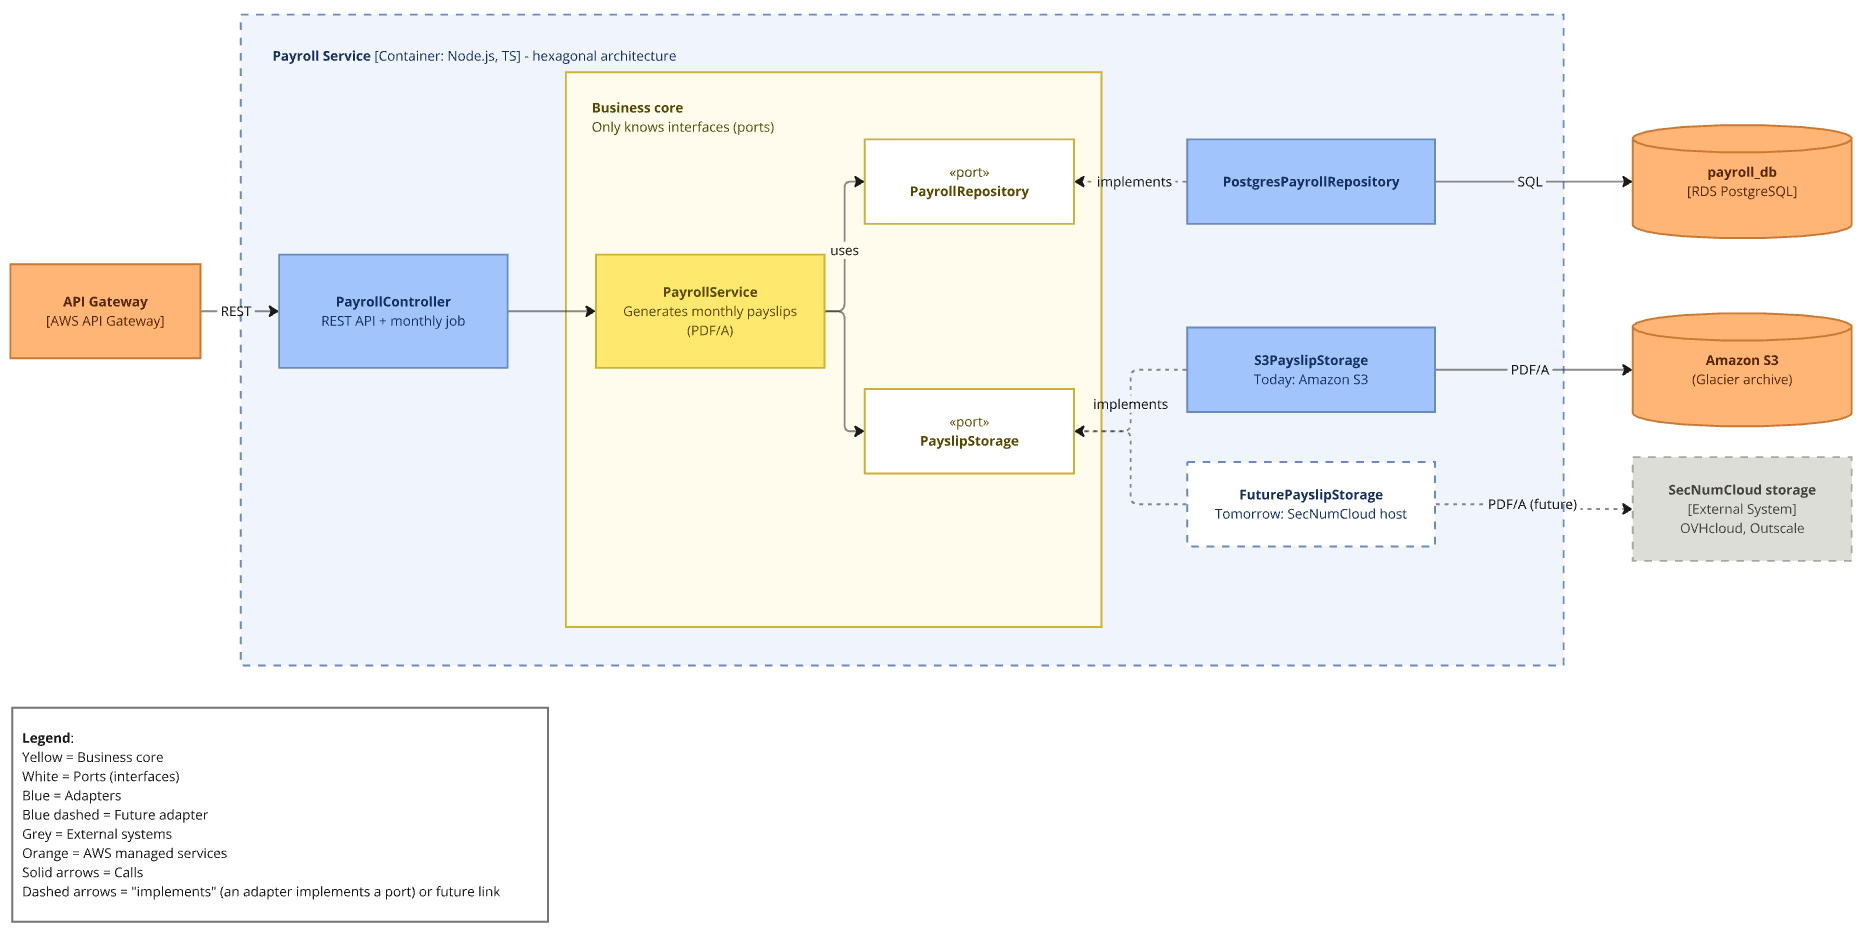 Payroll Service [Container: Node.js, TS] - hexagonal architecture
Business core
Only knows interfaces (ports)
«port»
PayrollRepository
implements
PostgresPayrollRepository
SQL
payroll_db
[RDS PostgreSQL]
uses
API Gateway
[AWS API Gateway]
REST
PayrollController
REST API + monthly job
PayrollService
Generates monthly payslips
(PDF/A)
S3PayslipStorage
Today: Amazon S3
PDF/A
Amazon S3
(Glacier archive)
implements
«port»
PayslipStorage
FuturePayslipStorage
Tomorrow: SecNumCloud host
PDF/A (future)
SecNumCloud storage
[External System]
OVHcloud, Outscale
Legend:
Yellow = Business core
White = Ports (interfaces)
Blue = Adapters
Blue dashed = Future adapter
Grey = External systems
Orange = AWS managed services
Solid arrows = Calls
Dashed arrows = "implements" (an adapter implements a port) or future link